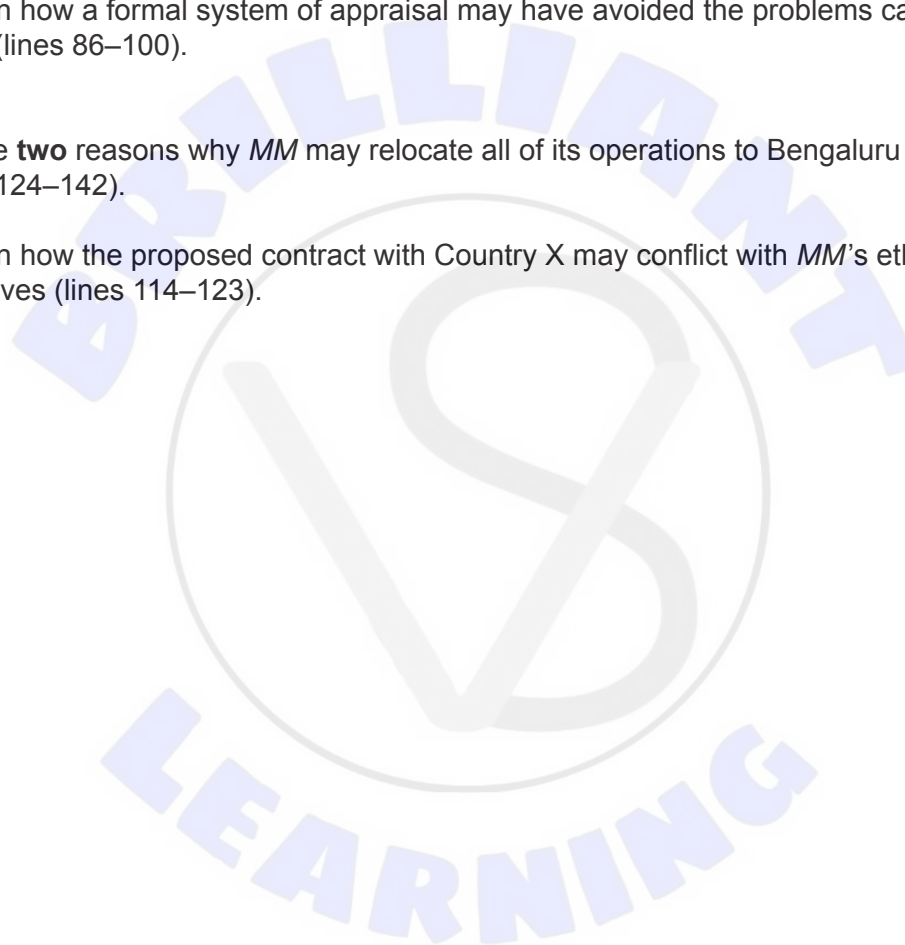 n how a formal system of appraisal may have avoided the problems ca
(lines 86–100).
e two reasons why MM may relocate all of its operations to Bengaluru
124–142).
n how the proposed contract with Country X may conflict with MM's eth
ves (lines 114–123).
BRILLIANT
VS
LEARNING